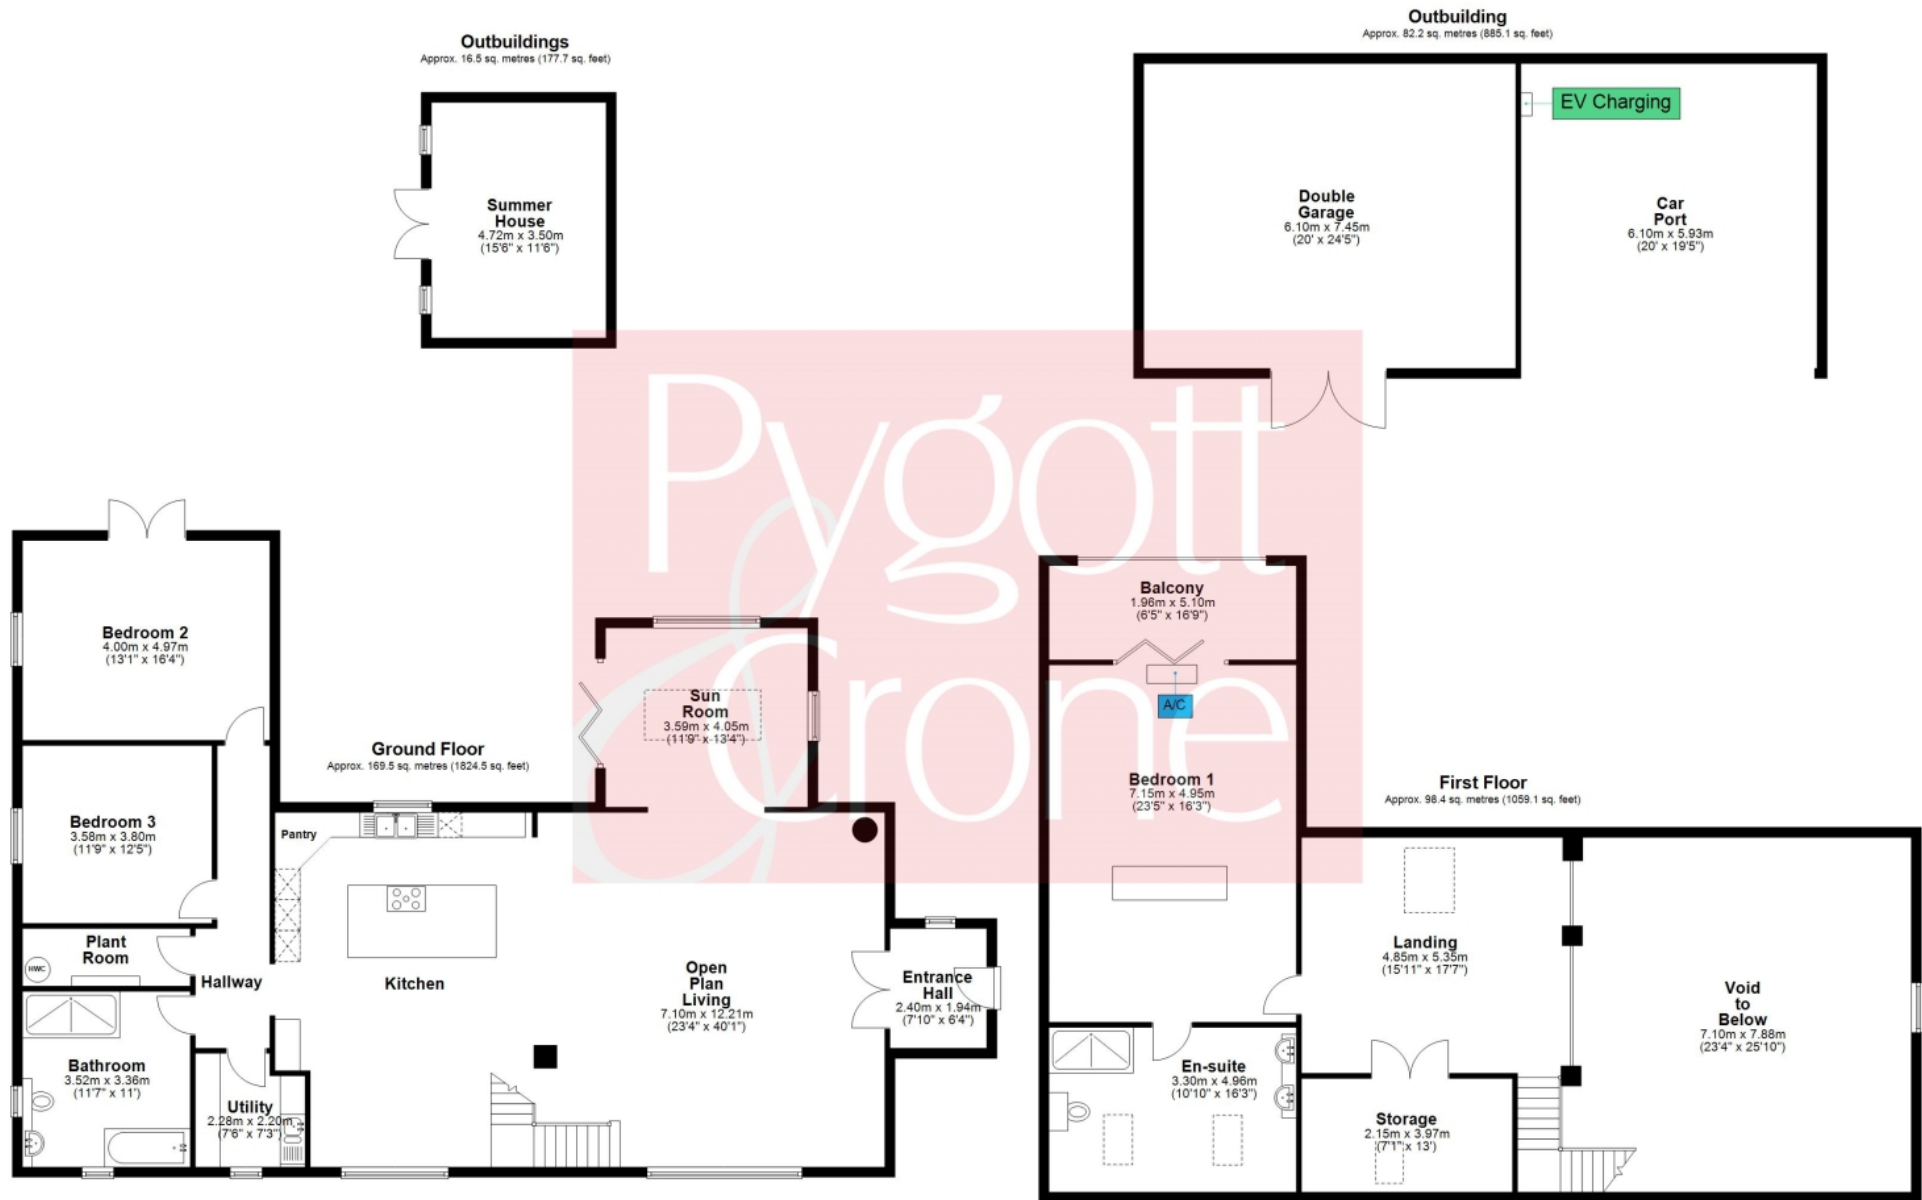 Outbuildings
Approx. 16.5 sq. metres (177.7 sq. feet)
Summer
House
4.72m x 3.50m
(15'6" x 11'6")
Outbuilding
Approx. 82.2 sq. metres (885.1 sq. feet)
EV Charging
Double
Garage
6.10m x 7.45m
(20' x 24'5")
Car
Port
6.10m x 5.93m
(20' x 19'5")
Pygott
& Crone
Ground Floor
Approx. 169.5 sq. metres (1824.5 sq. feet)
Bedroom 2
4.00m x 4.97m
(13'1" x 16'4")
Sun
Room
3.59m x 4.05m
(11'9" x 13'4")
Bedroom 3
3.58m x 3.80m
(11'9" x 12'5")
Pantry
Plant
Room
HWC
Hallway
Kitchen
Open
Plan
Living
7.10m x 12.21m
(23'4" x 40'1")
Entrance
Hall
2.40m x 1.94m
(7'10" x 6'4")
Bathroom
3.52m x 3.36m
(11'7" x 11')
Utility
2.28m x 2.20m
(7'6" x 7'3")
First Floor
Approx. 98.4 sq. metres (1059.1 sq. feet)
Balcony
1.96m x 5.10m
(6'5" x 16'9")
A/C
Bedroom 1
7.15m x 4.95m
(23'5" x 16'3")
Landing
4.85m x 5.35m
(15'11" x 17'7")
Void
to
Below
7.10m x 7.88m
(23'4" x 25'10")
En-suite
3.30m x 4.96m
(10'10" x 16'3")
Storage
2.15m x 3.97m
(7'1" x 13')